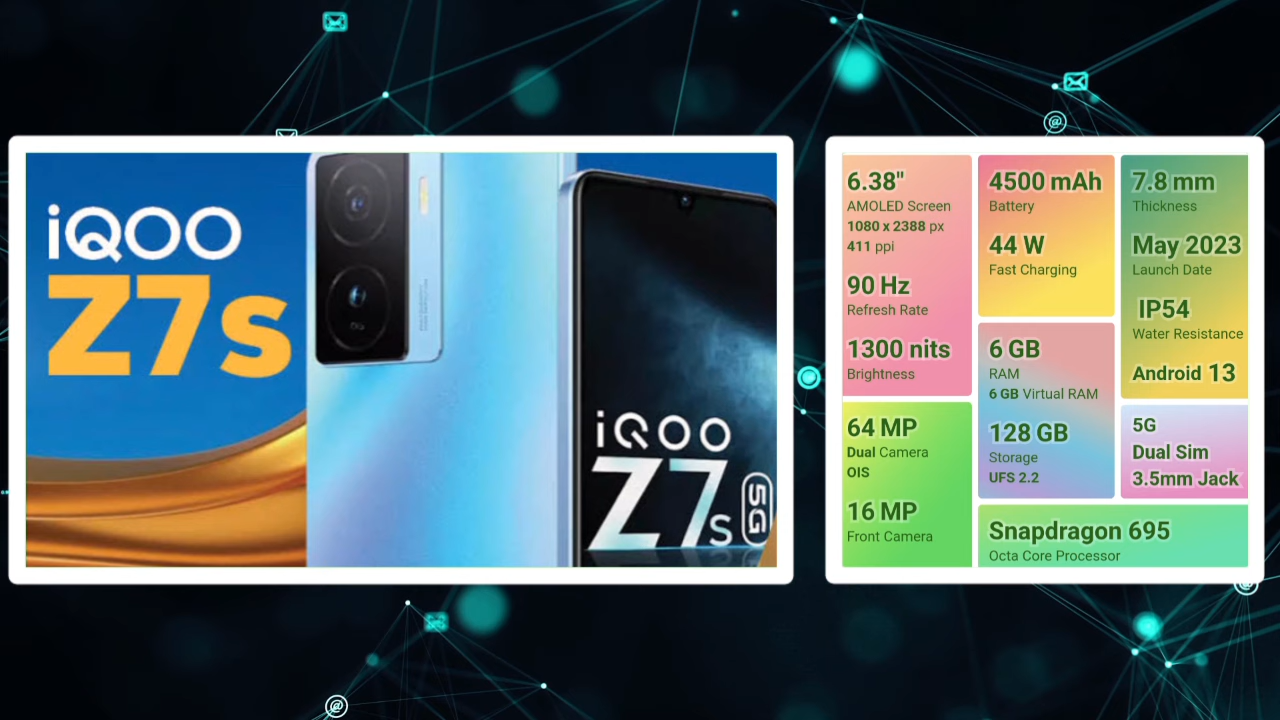 iQOO
Z7s
iQOO
Z7s 5G
6.38"
AMOLED Screen
1080 x 2388 px
411 ppi
90 Hz
Refresh Rate
1300 nits
Brightness
64 MP
Dual Camera
OIS
16 MP
Front Camera
4500 mAh
Battery
44 W
Fast Charging
6 GB
RAM
6 GB Virtual RAM
128 GB
Storage
UFS 2.2
7.8 mm
Thickness
May 2023
Launch Date
IP54
Water Resistance
Android 13
5G
Dual Sim
3.5mm Jack
Snapdragon 695
Octa Core Processor